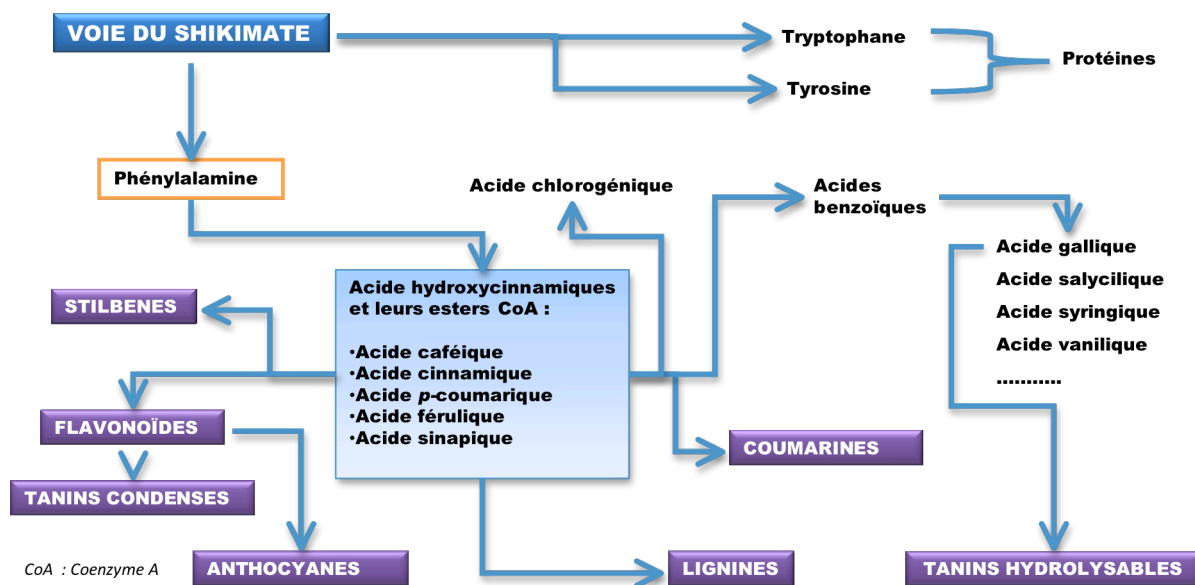 VOIE DU SHIKIMATE
Tryptophane
Tyrosine
Protéines
Phénylalamine
Acide chlorogénique
Acides
benzoïques
Acide gallique
Acide salycilique
Acide syringique
Acide vanilique
...........
Acide hydroxycinnamiques
et leurs esters CoA :
•Acide caféique
•Acide cinnamique
•Acide p-coumarique
•Acide férulique
•Acide sinapique
STILBENES
FLAVONOÏDES
TANINS CONDENSES
COUMARINES
CoA : Coenzyme A
ANTHOCYANES
LIGNINES
TANINS HYDROLYSABLES